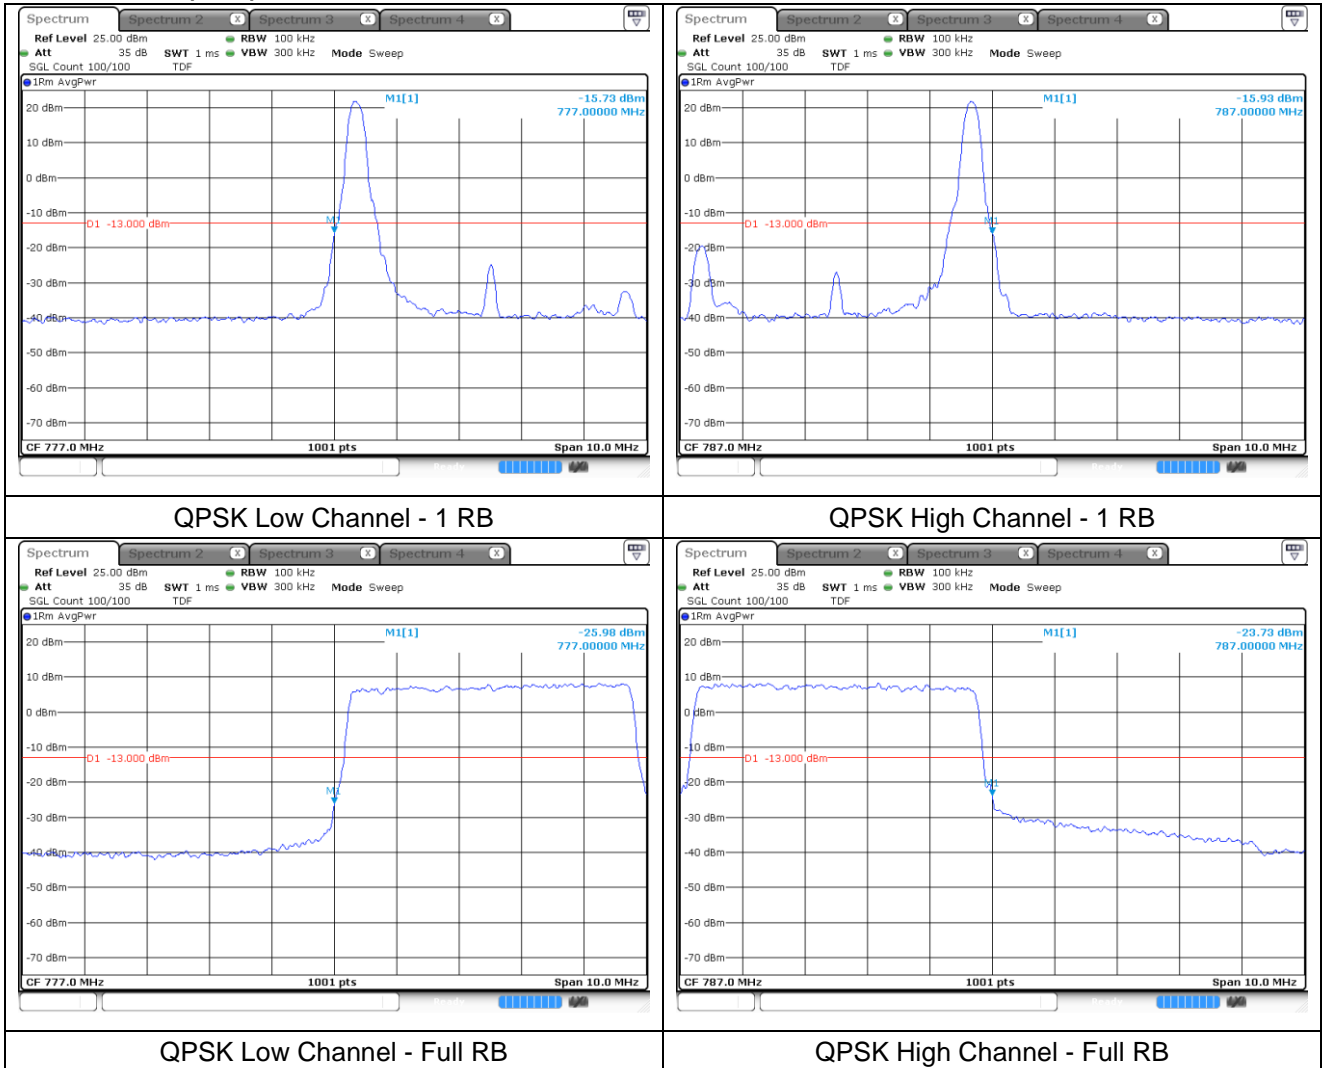 Spectrum Spectrum 2 X Spectrum 3 X Spectrum 4 X
Ref Level 25.00 dBm RBW 100 kHz
Att 35 dB SWT 1 ms VBW 300 kHz Mode Sweep
SGL Count 100/100 TDF
1Rm AvgPwr
M1[1] -15.73 dBm
777.00000 MHz
20 dBm
10 dBm
0 dBm
-10 dBm
M1
D1 -13.000 dBm
-20 dBm
-30 dBm
-40 dBm
-50 dBm
-60 dBm
-70 dBm
CF 777.0 MHz 1001 pts Span 10.0 MHz
Ready
QPSK Low Channel - 1 RB
Spectrum Spectrum 2 X Spectrum 3 X Spectrum 4 X
Ref Level 25.00 dBm RBW 100 kHz
Att 35 dB SWT 1 ms VBW 300 kHz Mode Sweep
SGL Count 100/100 TDF
1Rm AvgPwr
M1[1] -15.93 dBm
787.00000 MHz
20 dBm
10 dBm
0 dBm
-10 dBm
M1
D1 -13.000 dBm
-20 dBm
-30 dBm
-40 dBm
-50 dBm
-60 dBm
-70 dBm
CF 787.0 MHz 1001 pts Span 10.0 MHz
Ready
QPSK High Channel - 1 RB
Spectrum Spectrum 2 X Spectrum 3 X Spectrum 4 X
Ref Level 25.00 dBm RBW 100 kHz
Att 35 dB SWT 1 ms VBW 300 kHz Mode Sweep
SGL Count 100/100 TDF
1Rm AvgPwr
M1[1] -25.98 dBm
777.00000 MHz
20 dBm
10 dBm
0 dBm
-10 dBm
D1 -13.000 dBm
-20 dBm
M1
-30 dBm
-40 dBm
-50 dBm
-60 dBm
-70 dBm
CF 777.0 MHz 1001 pts Span 10.0 MHz
Ready
QPSK Low Channel - Full RB
Spectrum Spectrum 2 X Spectrum 3 X Spectrum 4 X
Ref Level 25.00 dBm RBW 100 kHz
Att 35 dB SWT 1 ms VBW 300 kHz Mode Sweep
SGL Count 100/100 TDF
1Rm AvgPwr
M1[1] -23.73 dBm
787.00000 MHz
20 dBm
10 dBm
0 dBm
-10 dBm
D1 -13.000 dBm
-20 dBm
M1
-30 dBm
-40 dBm
-50 dBm
-60 dBm
-70 dBm
CF 787.0 MHz 1001 pts Span 10.0 MHz
Ready
QPSK High Channel - Full RB